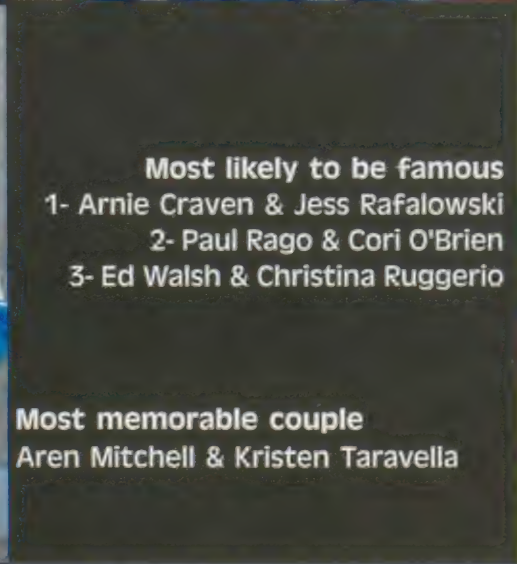 Most likely to be famous
1- Arnie Craven & Jess Rafalowski
2- Paul Rago & Cori O'Brien
3- Ed Walsh & Christina Ruggerio
Most memorable couple
Aren Mitchell & Kristen Taravella